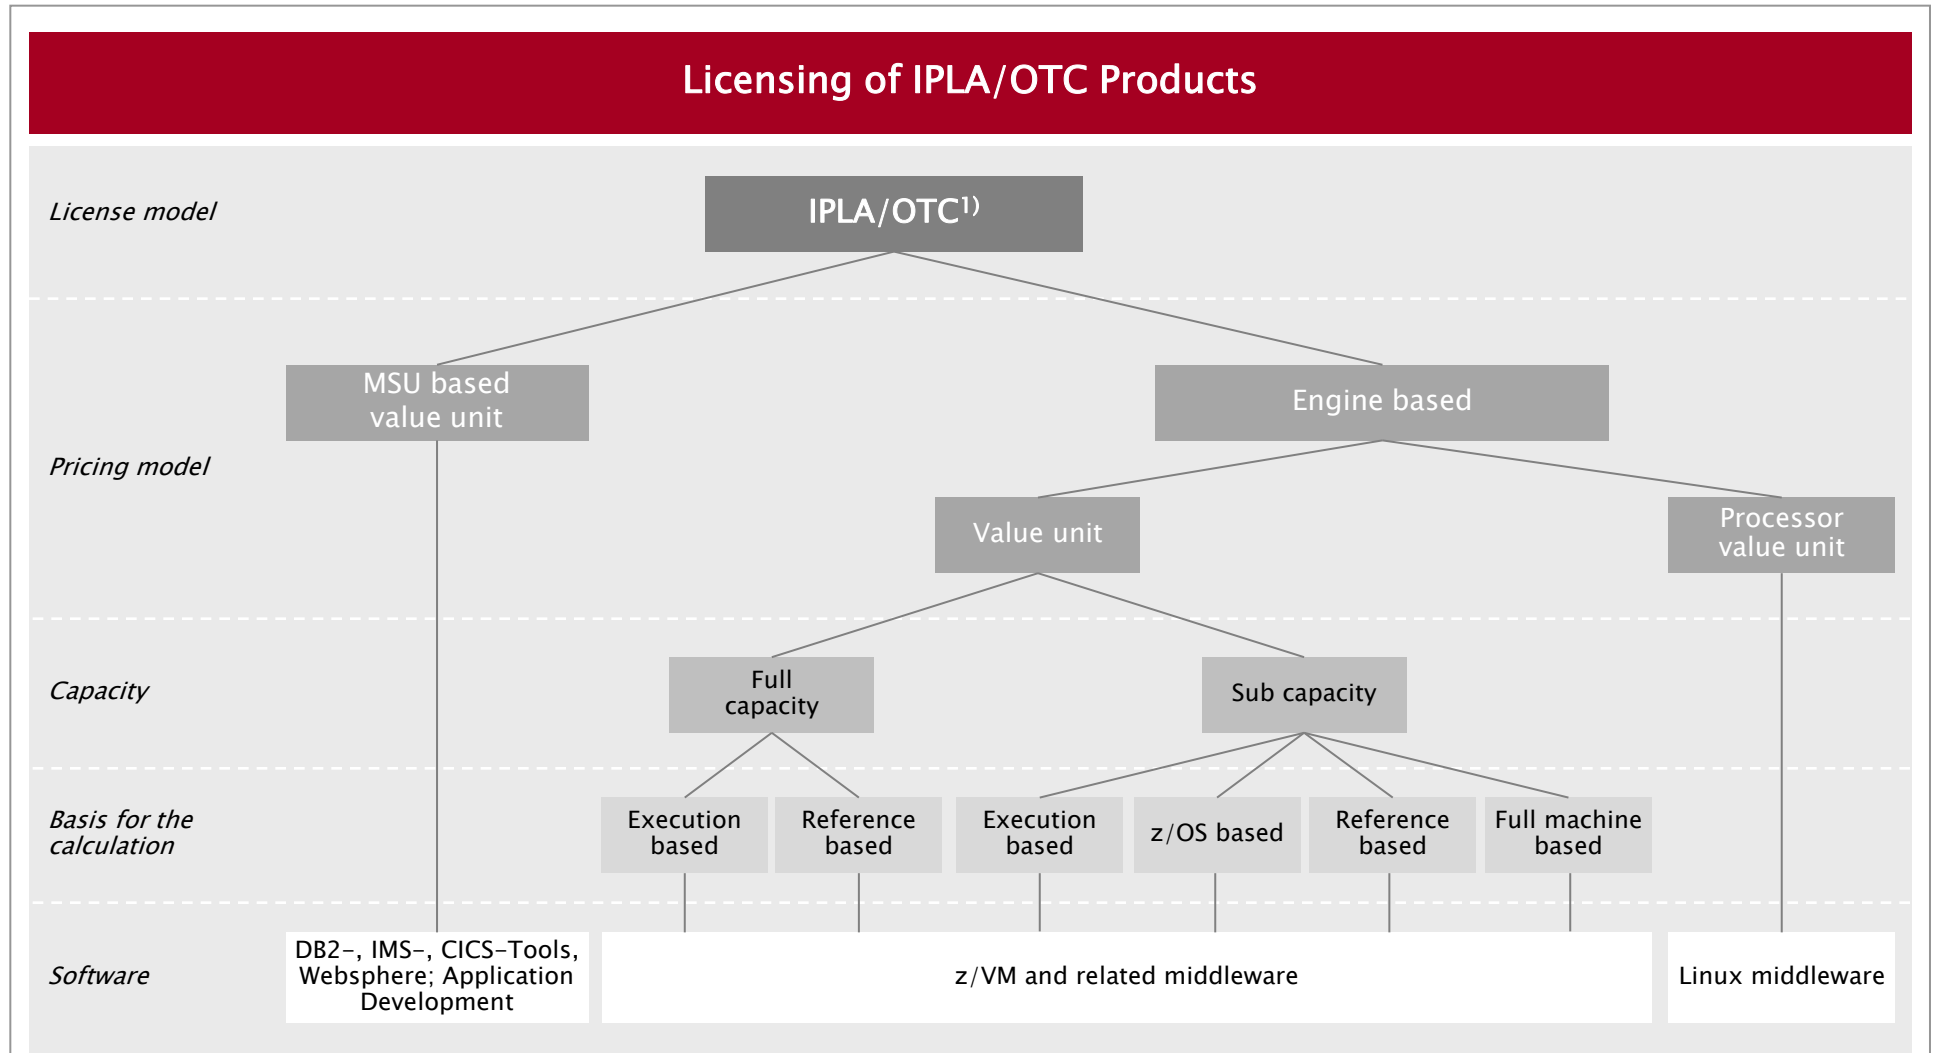 Licensing of IPLA/OTC Products
License model
IPLA/OTC1)
MSU based
value unit
Engine based
Pricing model
Value unit
Processor
value unit
Capacity
Full
capacity
Sub capacity
Basis for the
calculation
Execution
based
Reference
based
Execution
based
z/OS based
Reference
based
Full machine
based
Software
DB2-, IMS-, CICS-Tools,
Websphere; Application
Development
z/VM and related middleware
Linux middleware